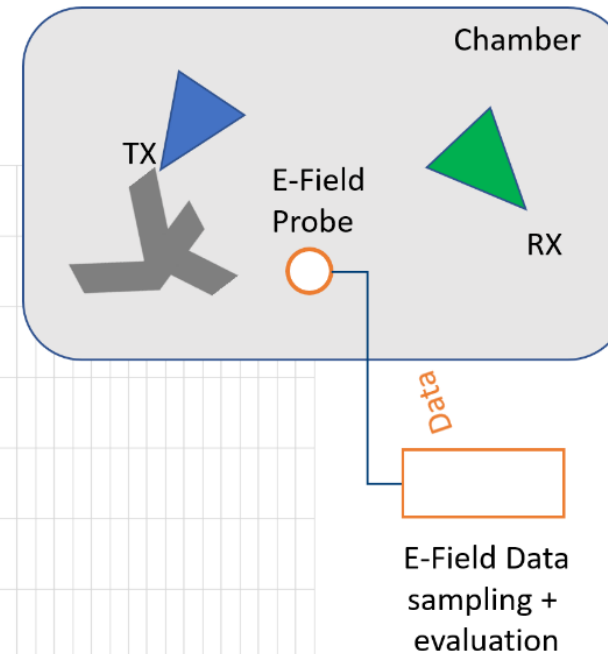 Chamber
TX
E-Field
Probe
RX
Data
E-Field Data
sampling +
evaluation